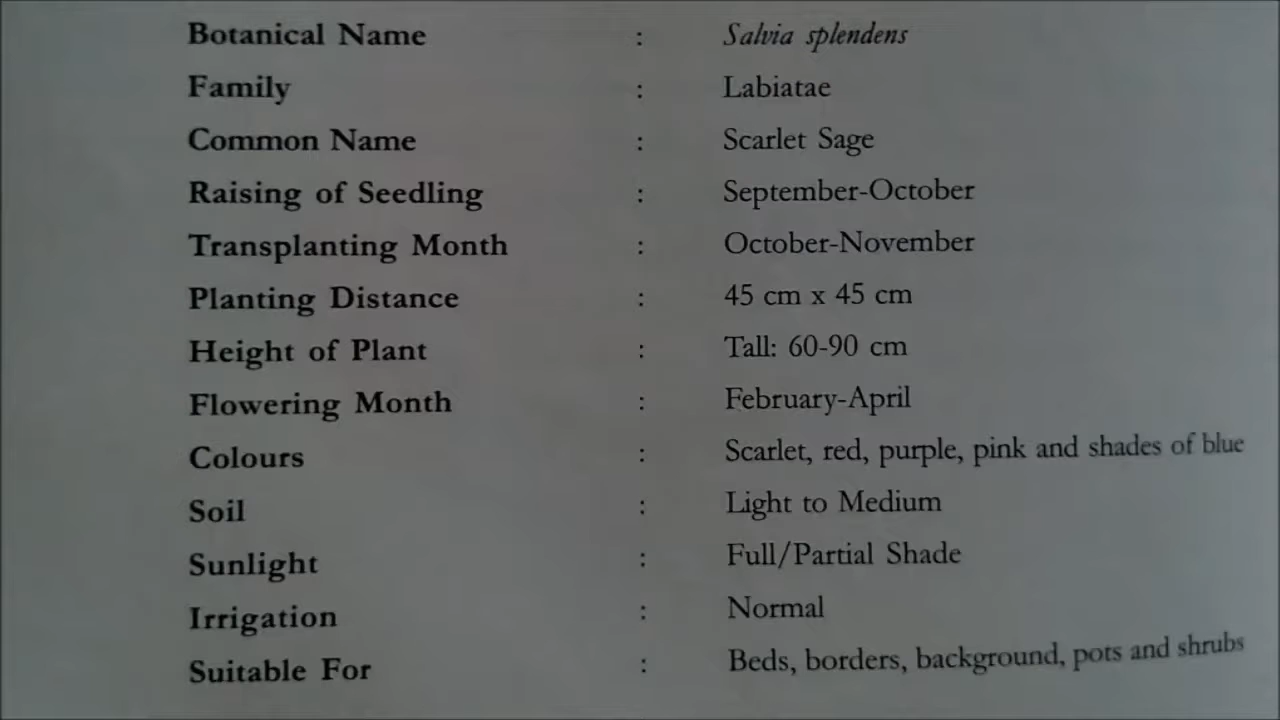 Botanical Name : Salvia splendens
Family : Labiatae
Common Name : Scarlet Sage
Raising of Seedling : September-October
Transplanting Month : October-November
Planting Distance : 45 cm x 45 cm
Height of Plant : Tall: 60-90 cm
Flowering Month : February-April
Colours : Scarlet, red, purple, pink and shades of blue
Soil : Light to Medium
Sunlight : Full/Partial Shade
Irrigation : Normal
Suitable For : Beds, borders, background, pots and shrubs